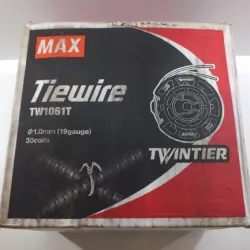 MAX
Tiewire
TW1061T
φ1.0mm (19gauge)
30coils
TWINTIER